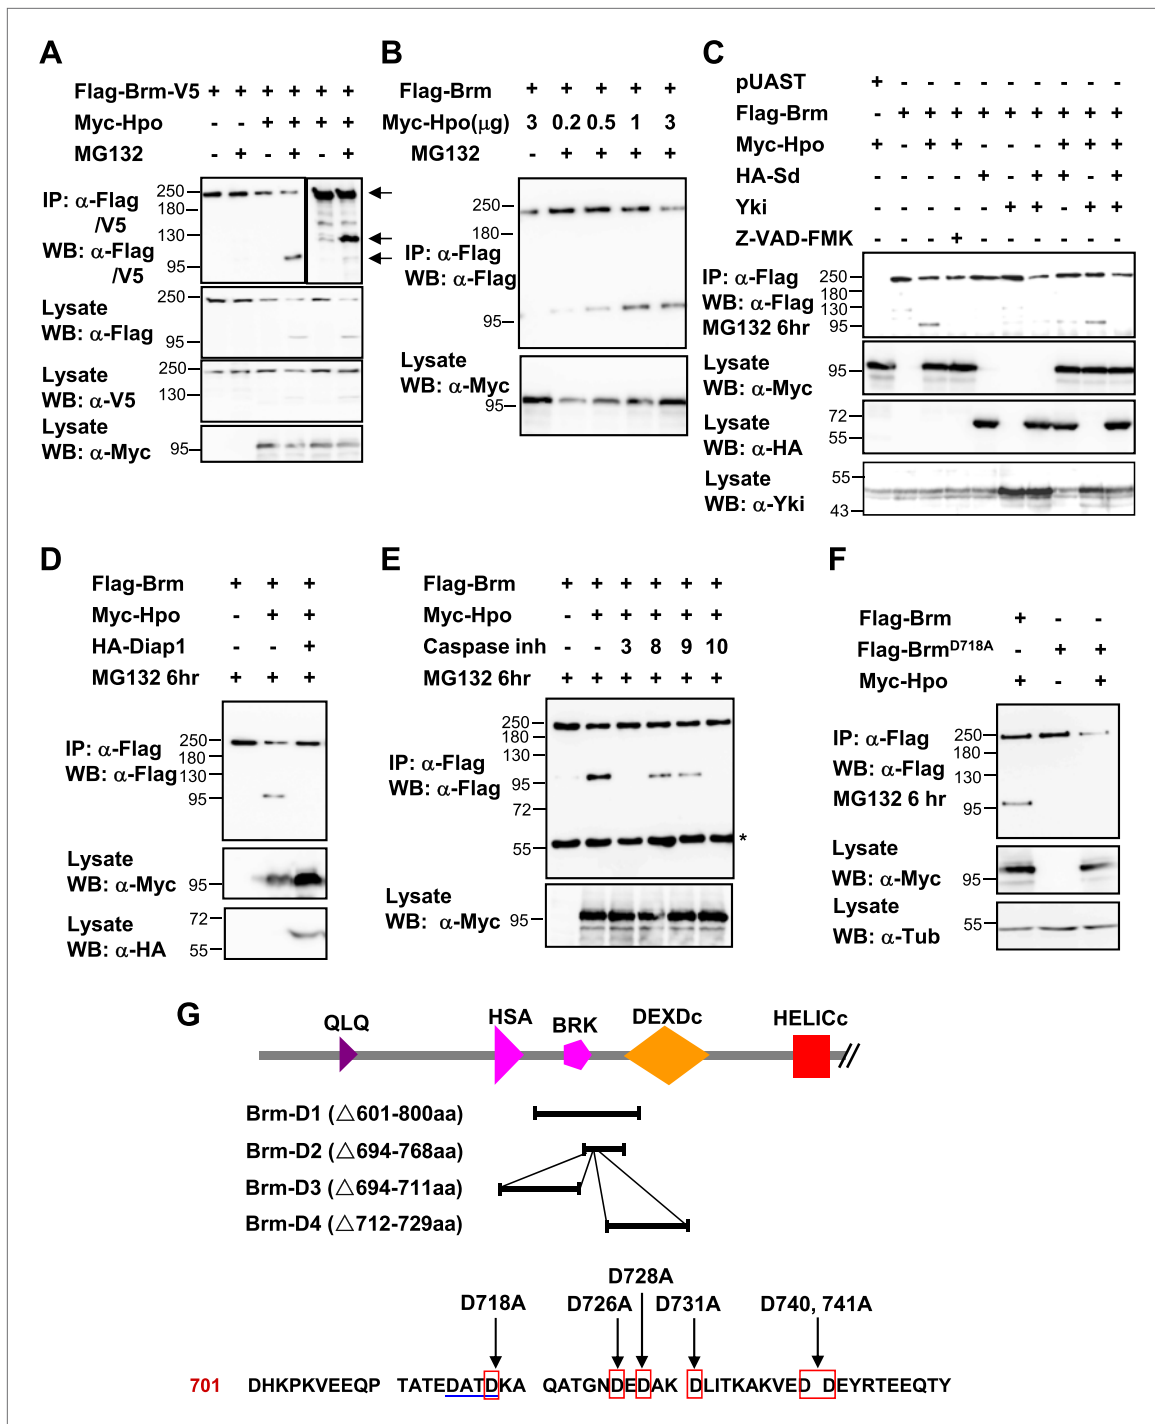 A
Flag-Brm-V5 + + + + + +
Myc-Hpo - - + + + +
MG132 - + - + - +
IP: α-Flag
/V5
WB: α-Flag
/V5
250
180
130
95
Lysate
WB: α-Flag
250
95
Lysate
WB: α-V5
250
130
Lysate
WB: α-Myc
95
B
Flag-Brm + + + + +
Myc-Hpo(μg) 3 0.2 0.5 1 3
MG132 - + + + +
IP: α-Flag
WB: α-Flag
250
180
95
Lysate
WB: α-Myc
95
C
pUAST + - - - - - - - - -
Flag-Brm - + + + + + + + + +
Myc-Hpo + - + + - - - + + +
HA-Sd - - - - + - + + - +
Yki - - - - - + + - + +
Z-VAD-FMK - - - + - - - - - -
IP: α-Flag
WB: α-Flag
MG132 6hr
250
180
130
95
Lysate
WB: α-Myc
95
Lysate
WB: α-HA
72
55
Lysate
WB: α-Yki
55
43
D
Flag-Brm + + +
Myc-Hpo - + +
HA-Diap1 - - +
MG132 6hr + + +
IP: α-Flag
WB: α-Flag
250
180
130
95
Lysate
WB: α-Myc
95
Lysate
WB: α-HA
72
55
E
Flag-Brm + + + + + +
Myc-Hpo - + + + + +
Caspase inh - - 3 8 9 10
MG132 6hr + + + + + +
IP: α-Flag
WB: α-Flag
250
180
130
95
72
55
*
Lysate
WB: α-Myc
95
F
Flag-Brm + - -
Flag-Brm^D718A - + +
Myc-Hpo + - +
IP: α-Flag
WB: α-Flag
MG132 6 hr
250
180
130
95
Lysate
WB: α-Myc
95
Lysate
WB: α-Tub
55
G
QLQ HSA BRK DEXDc HELICc
Brm-D1 (△601-800aa)
Brm-D2 (△694-768aa)
Brm-D3 (△694-711aa)
Brm-D4 (△712-729aa)
D728A
D718A D726A D731A D740, 741A
701 DHKPKVEEQP TATEDATDKA QATGNDEDAK DLITKAKVED DEYRTEEQTY